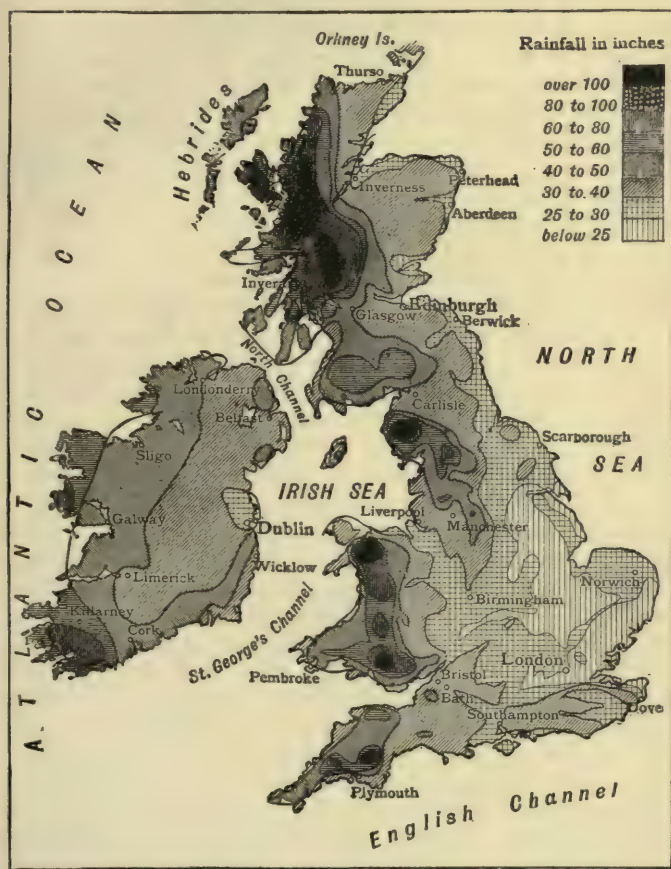 Orkney Is.
Thurso
Rainfall in inches
over 100
80 to 100
60 to 80
50 to 60
40 to 50
30 to 40
25 to 30
below 25
Hebrides
Inverness
Peterhead
Aberdeen
ATLANTIC OCEAN
Edinburgh
Glasgow
Berwick
North Channel
NORTH
SEA
Londonderry
Belfast
Carlisle
Scarborough
Sligo
IRISH SEA
Liverpool
Galway
Dublin
Manchester
Wicklow
Limerick
Norwich
Birmingham
Killarney
Cork
St. George's Channel
London
Pembroke
Bristol
Bath
Southampton
Plymouth
English Channel